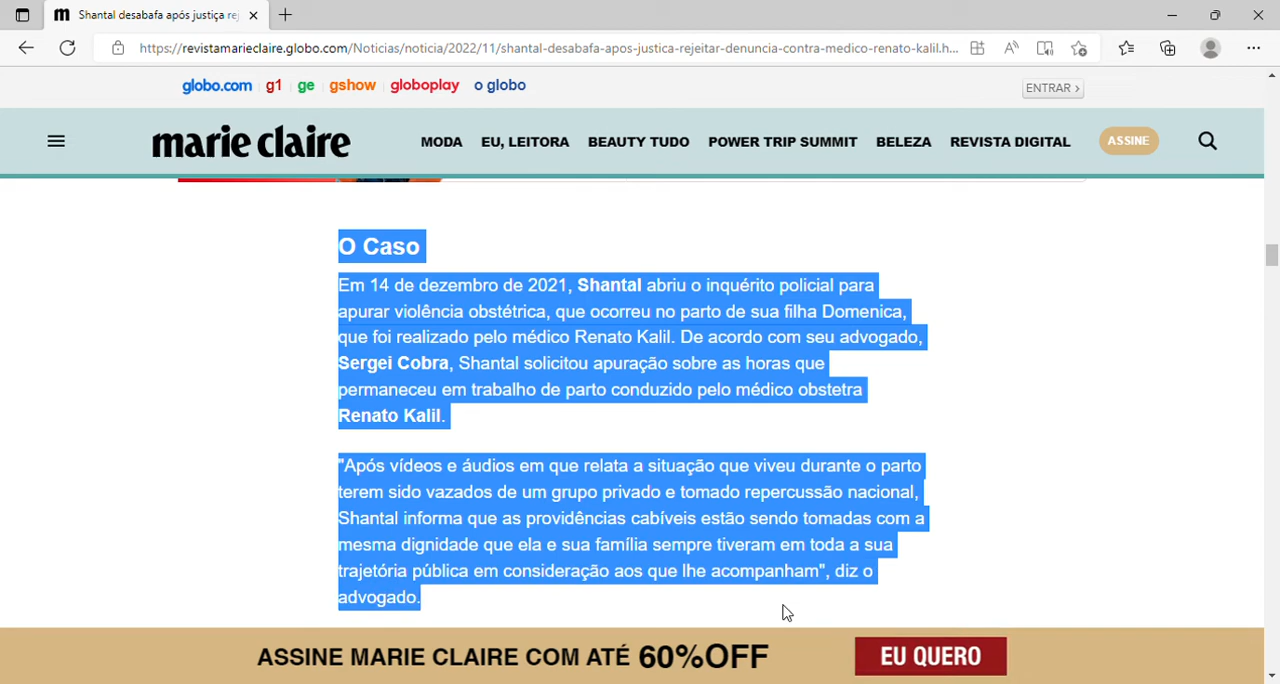 Shantal desabafa após justiça rej
https://revistamarieclaire.globo.com/Noticias/noticia/2022/11/shantal-desabafa-apos-justica-rejeitar-denuncia-contra-medico-renato-kalil.h...
globo.com g1 ge gshow globoplay o globo ENTRAR >
marie claire MODA EU, LEITORA BEAUTY TUDO POWER TRIP SUMMIT BELEZA REVISTA DIGITAL ASSINE
O Caso
Em 14 de dezembro de 2021, Shantal abriu o inquérito policial para
apurar violência obstétrica, que ocorreu no parto de sua filha Domenica,
que foi realizado pelo médico Renato Kalil. De acordo com seu advogado,
Sergei Cobra, Shantal solicitou apuração sobre as horas que
permaneceu em trabalho de parto conduzido pelo médico obstetra
Renato Kalil.
"Após vídeos e áudios em que relata a situação que viveu durante o parto
terem sido vazados de um grupo privado e tomado repercussão nacional,
Shantal informa que as providências cabíveis estão sendo tomadas com a
mesma dignidade que ela e sua família sempre tiveram em toda a sua
trajetória pública em consideração aos que lhe acompanham", diz o
advogado.
ASSINE MARIE CLAIRE COM ATÉ 60%OFF EU QUERO